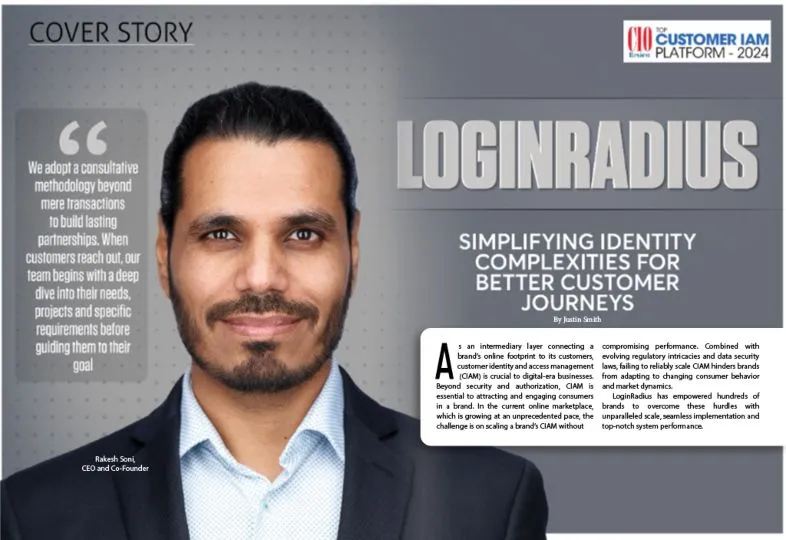 COVER STORY
CIO
Review
TOP
CUSTOMER IAM
PLATFORM - 2024
“
We adopt a consultative
methodology beyond
mere transactions
to build lasting
partnerships. When
customers reach out, our
team begins with a deep
dive into their needs,
projects and specific
requirements before
guiding them to their
goal
Rakesh Soni,
CEO and Co-Founder
LOGINRADIUS
SIMPLIFYING IDENTITY
COMPLEXITIES FOR
BETTER CUSTOMER
JOURNEYS
By Justin Smith
As an intermediary layer connecting a
brand's online footprint to its customers,
customer identity and access management
(CIAM) is crucial to digital-era businesses.
Beyond security and authorization, CIAM is
essential to attracting and engaging consumers
in a brand. In the current online marketplace,
which is growing at an unprecedented pace, the
challenge is on scaling a brand's CIAM without
compromising performance. Combined with
evolving regulatory intricacies and data security
laws, failing to reliably scale CIAM hinders brands
from adapting to changing consumer behavior
and market dynamics.
LoginRadius has empowered hundreds of
brands to overcome these hurdles with
unparalleled scale, seamless implementation and
top-notch system performance.